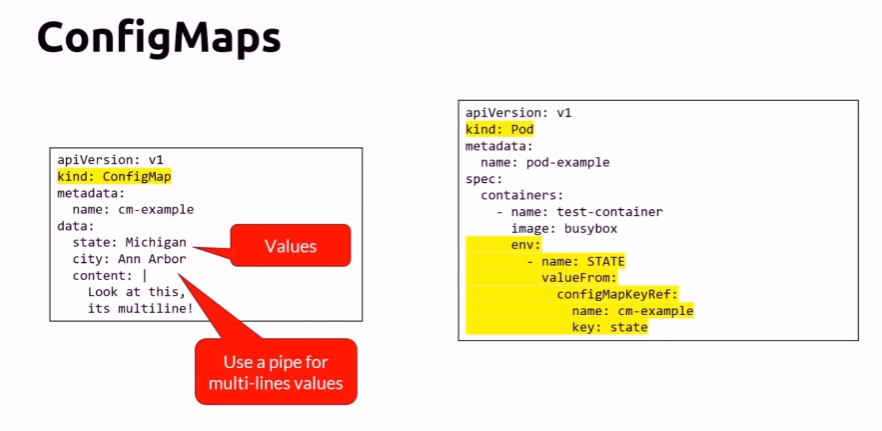 ConfigMaps
apiVersion: v1
kind: ConfigMap
metadata:
  name: cm-example
data:
  state: Michigan
  city: Ann Arbor
  content: |
    Look at this,
    its multiline!
Values
Use a pipe for
multi-lines values
apiVersion: v1
kind: Pod
metadata:
  name: pod-example
spec:
  containers:
    - name: test-container
      image: busybox
      env:
        - name: STATE
          valueFrom:
            configMapKeyRef:
              name: cm-example
              key: state